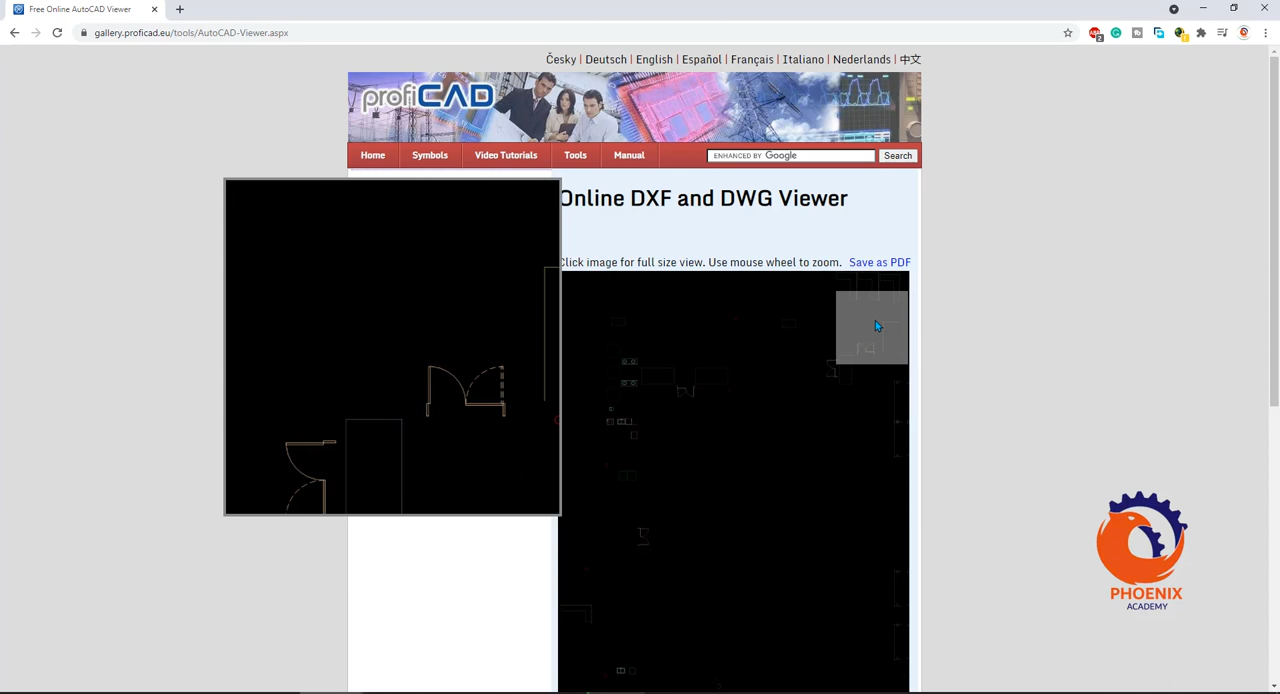 Free Online AutoCAD Viewer
gallery.proficad.eu/tools/AutoCAD-Viewer.aspx
Česky | Deutsch | English | Español | Français | Italiano | Nederlands | 中文
profiCAD
Home Symbols Video Tutorials Tools Manual ENHANCED BY Google Search
Online DXF and DWG Viewer
Click image for full size view. Use mouse wheel to zoom. Save as PDF
PHOENIX
ACADEMY